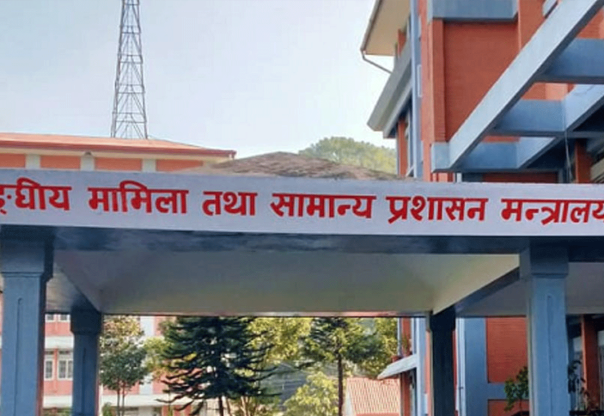 ङ्घीय मामिला तथा सामान्य प्रशासन मन्त्रालय